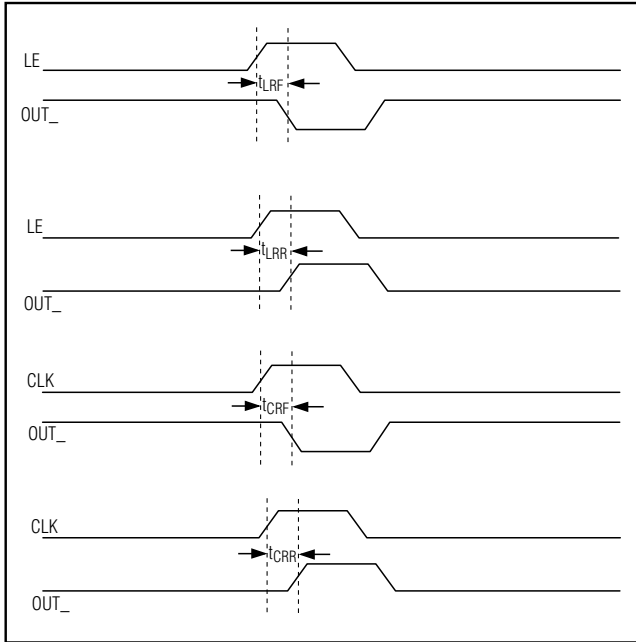 LE
tLRF
OUT_
LE
tLRR
OUT_
CLK
tCRF
OUT_
CLK
tCRR
OUT_